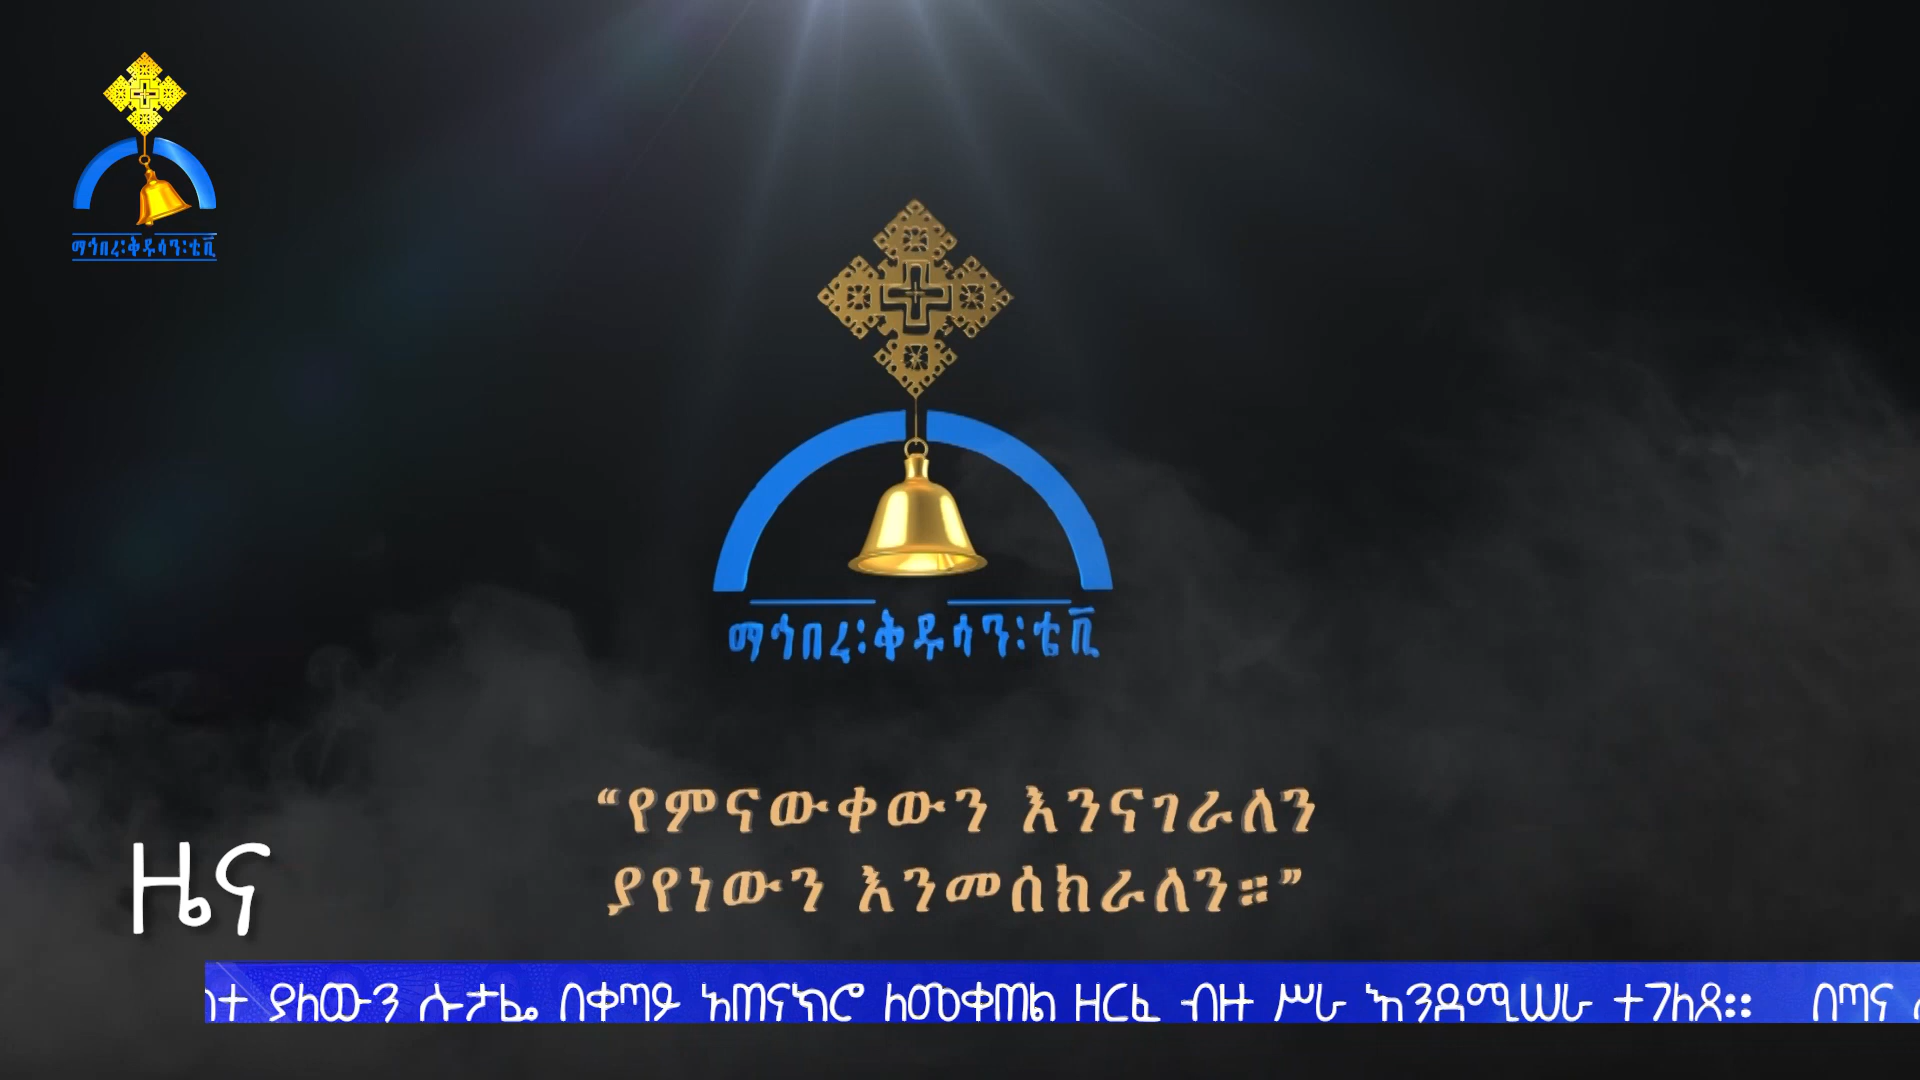 ማኅበረ፡ቅዱሳን፡ቴቪ
ማኅበረ፡ቅዱሳን፡ቴቪ
“የምናውቀውን እንናገራለን
ያየነውን እንመሰክራለን።”
ዜና
ያለውን ሱታፌ በቀጣይ አጠናክሮ ለመቀጠል ዘርፈ ብዙ ሥራ እንደሚሠራ ተገለጸ። በጣና